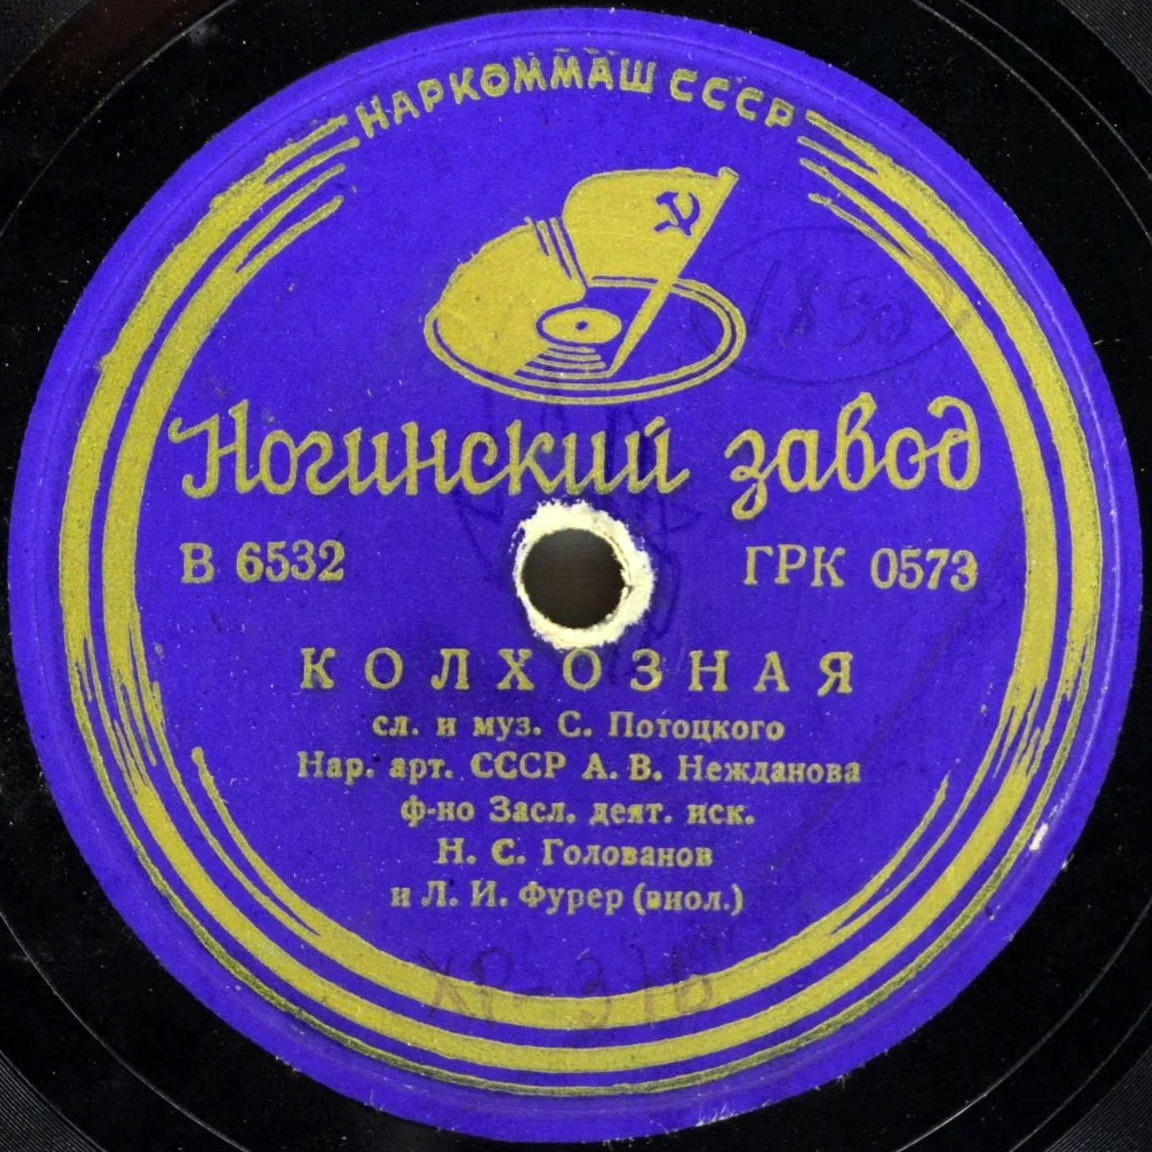 НАРКОММАШ СССР
1890
Ногинский завод
В 6532 ГРК 0573
КОЛХОЗНАЯ
сл. и муз. С. Потоцкого
Нар. арт. СССР А. В. Нежданова
ф-но Засл. деят. иск.
Н. С. Голованов
и Л. И. Фурер (виол.)